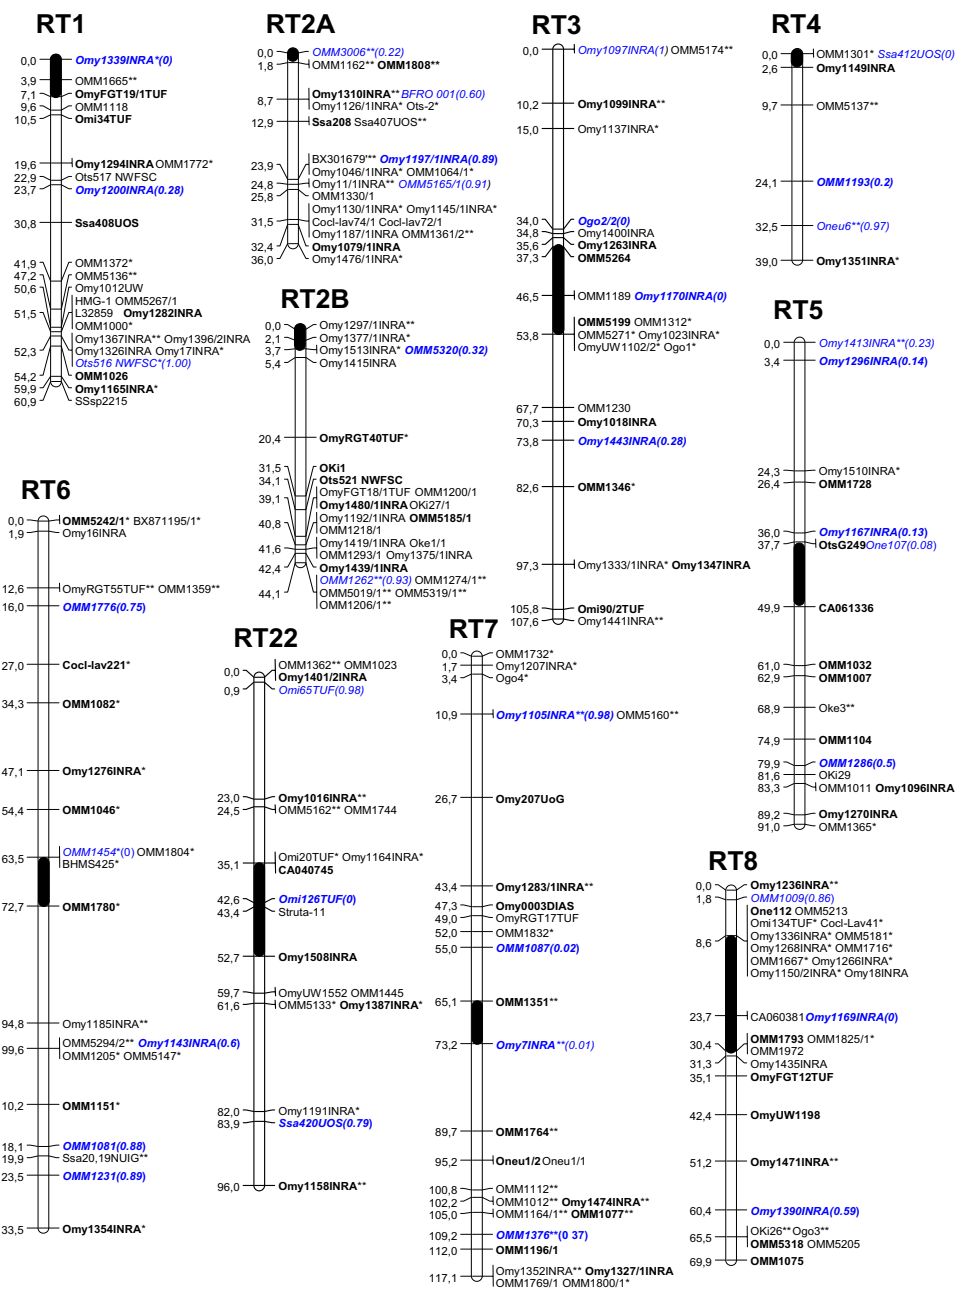 RT1
0,0 Omy1339INRA*(0)
3,9 OMM1665**
7,1 OmyFGT19/1TUF
9,6 OMM1118
10,5 Omi34TUF
19,6 Omy1294INRA OMM1772*
22,9 Ots517 NWFSC
23,7 Omy1200INRA(0.28)
30,8 Ssa408UOS
41,9 OMM1372*
47,2 OMM5136**
50,6 Omy1012UW
HMG-1 OMM5267/1
51,5 L32859 Omy1282INRA
OMM1000*
Omy1367INRA** Omy1396/2INRA
52,3 Omy1326INRA Omy17INRA*
Ots516 NWFSC*(1.00)
54,2 OMM1026
59,9 Omy1165INRA*
60,9 SSsp2215
RT2A
0,0 OMM3006**(0.22)
1,8 OMM1162** OMM1808**
8,7 Omy1310INRA** BFRO 001(0.60)
Omy1126/1INRA* Ots-2*
12,9 Ssa208 Ssa407UOS**
23,9 BX301679'** Omy1197/1INRA(0.89)
Omy1046/1INRA* OMM1064/1*
24,8 Omy11/1INRA** OMM5165/1(0.91)
25,8 OMM1330/1
Omy1130/1INRA* Omy1145/1INRA*
31,5 Cocl-lav74/1 Cocl-lav72/1
Omy1187/1INRA OMM1361/2**
32,4 Omy1079/1INRA
36,0 Omy1476/1INRA*
RT2B
0,0 Omy1297/1INRA**
2,1 Omy1377/1INRA*
3,7 Omy1513INRA* OMM5320(0.32)
5,4 Omy1415INRA
20,4 OmyRGT40TUF*
31,5 OKi1
34,1 Ots521 NWFSC
OmyFGT18/1TUF OMM1200/1
39,1 Omy1480/1INRA OKi27/1
40,8 Omy1192/1INRA OMM5185/1
OMM1218/1
41,6 Omy1419/1INRA Oke1/1
OMM1293/1 Omy1375/1INRA
42,4 Omy1439/1INRA
OMM1262**(0.93) OMM1274/1**
44,1 OMM5019/1** OMM5319/1**
OMM1206/1**
RT3
0,0 Omy1097INRA(1) OMM5174**
10,2 Omy1099INRA**
15,0 Omy1137INRA*
34,0 Ogo2/2(0)
34,8 Omy1400INRA
35,6 Omy1263INRA
37,3 OMM5264
46,5 OMM1189 Omy1170INRA(0)
OMM5199 OMM1312*
53,8 OMM5271* Omy1023INRA*
OmyUW1102/2* Ogo1*
67,7 OMM1230
70,3 Omy1018INRA
73,8 Omy1443INRA(0.28)
82,6 OMM1346*
97,3 Omy1333/1INRA* Omy1347INRA
105,8 Omi90/2TUF
107,6 Omy1441INRA**
RT4
0,0 OMM1301* Ssa412UOS(0)
2,6 Omy1149INRA
9,7 OMM5137**
24,1 OMM1193(0.2)
32,5 Oneu6**(0.97)
39,0 Omy1351INRA*
RT5
0,0 Omy1413INRA**(0.23)
3,4 Omy1296INRA(0.14)
24,3 Omy1510INRA*
26,4 OMM1728
36,0 Omy1167INRA(0.13)
37,7 OtsG249 One107(0.08)
49,9 CA061336
61,0 OMM1032
62,9 OMM1007
68,9 Oke3**
74,9 OMM1104
79,9 OMM1286(0.5)
81,6 OKi29
83,3 OMM1011 Omy1096INRA
89,2 Omy1270INRA
91,0 OMM1365*
RT6
0,0 OMM5242/1* BX871195/1*
1,9 Omy16INRA
12,6 OmyRGT55TUF** OMM1359**
16,0 OMM1776(0.75)
27,0 Cocl-lav221*
34,3 OMM1082*
47,1 Omy1276INRA*
54,4 OMM1046*
63,5 OMM1454*(0) OMM1804*
BHMS425*
72,7 OMM1780*
94,8 Omy1185INRA**
99,6 OMM5294/2** Omy1143INRA(0.6)
OMM1205* OMM5147*
10,2 OMM1151*
18,1 OMM1081(0.88)
19,9 Ssa20,19NUIG**
23,5 OMM1231(0.89)
33,5 Omy1354INRA*
RT22
0,0 OMM1362** OMM1023
Omy1401/2INRA
0,9 Omi65TUF(0.98)
23,0 Omy1016INRA**
24,5 OMM5162** OMM1744
35,1 Omi20TUF* Omy1164INRA*
CA040745
42,6 Omi126TUF(0)
43,4 Struta-11
52,7 Omy1508INRA
59,7 OmyUW1552 OMM1445
61,6 OMM5133* Omy1387INRA*
82,0 Omy1191INRA*
83,9 Ssa420UOS(0.79)
96,0 Omy1158INRA**
RT7
0,0 OMM1732*
1,7 Omy1207INRA*
3,4 Ogo4*
10,9 Omy1105INRA**(0.98) OMM5160**
26,7 Omy207UoG
43,4 Omy1283/1INRA**
47,3 Omy0003DIAS
49,0 OmyRGT17TUF
52,0 OMM1832*
55,0 OMM1087(0.02)
65,1 OMM1351**
73,2 Omy7INRA**(0.01)
89,7 OMM1764**
95,2 Oneu1/2 Oneu1/1
100,8 OMM1112**
102,2 OMM1012** Omy1474INRA**
105,0 OMM1164/1** OMM1077**
109,2 OMM1376**(0 37)
112,0 OMM1196/1
117,1 Omy1352INRA** Omy1327/1INRA
OMM1769/1 OMM1800/1*
RT8
0,0 Omy1236INRA**
1,8 OMM1009(0.86)
One112 OMM5213
Omi134TUF* Cocl-Lav41*
8,6 Omy1336INRA* OMM5181*
Omy1268INRA* OMM1716*
OMM1667* Omy1266INRA*
Omy1150/2INRA* Omy18INRA
23,7 CA060381 Omy1169INRA(0)
30,4 OMM1793 OMM1825/1*
OMM1972
31,3 Omy1435INRA
35,1 OmyFGT12TUF
42,4 OmyUW1198
51,2 Omy1471INRA**
60,4 Omy1390INRA(0.59)
65,5 OKi26** Ogo3**
OMM5318 OMM5205
69,9 OMM1075